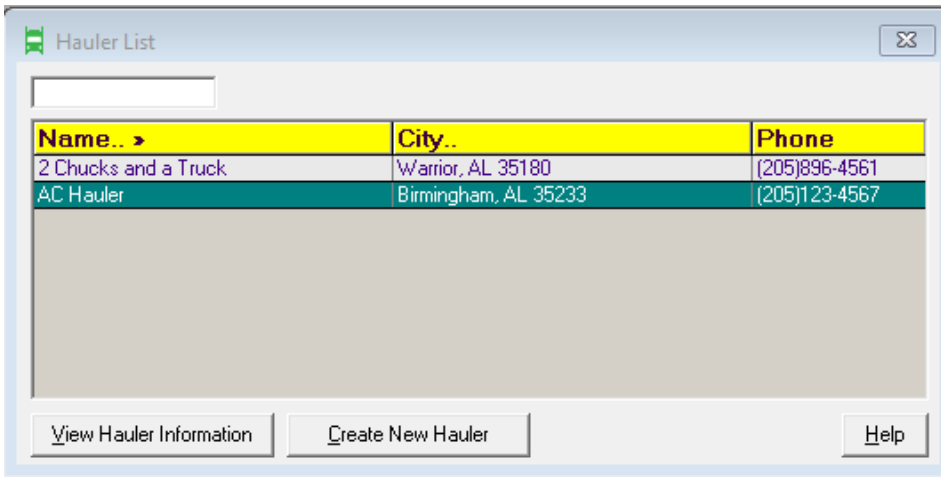 Hauler List
Name.. » City.. Phone
2 Chucks and a Truck Warrior, AL 35180 (205)896-4561
AC Hauler Birmingham, AL 35233 (205)123-4567
View Hauler Information Create New Hauler Help